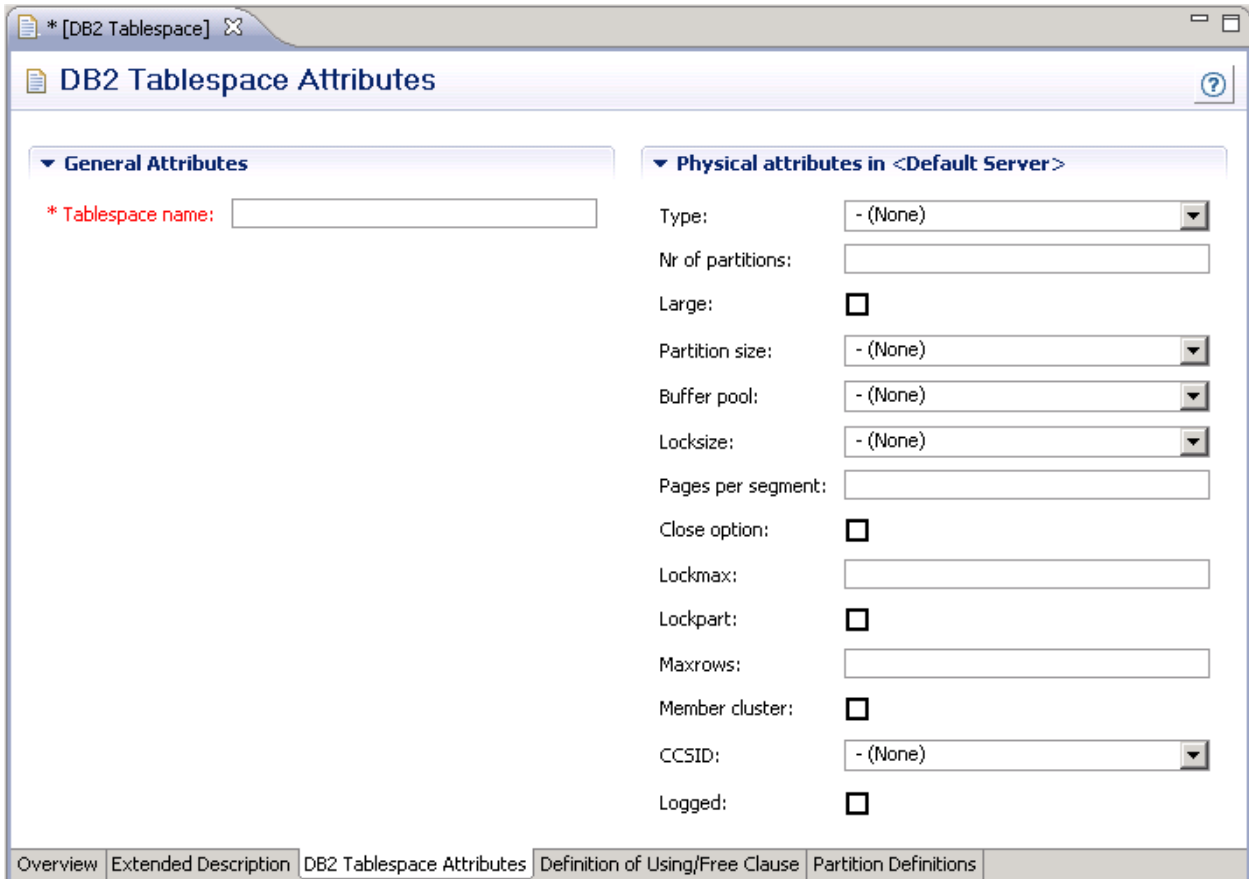 * [DB2 Tablespace]
DB2 Tablespace Attributes
General Attributes
* Tablespace name:
Physical attributes in <Default Server>
Type: - (None)
Nr of partitions:
Large:
Partition size: - (None)
Buffer pool: - (None)
Locksize: - (None)
Pages per segment:
Close option:
Lockmax:
Lockpart:
Maxrows:
Member cluster:
CCSID: - (None)
Logged:
Overview Extended Description DB2 Tablespace Attributes Definition of Using/Free Clause Partition Definitions